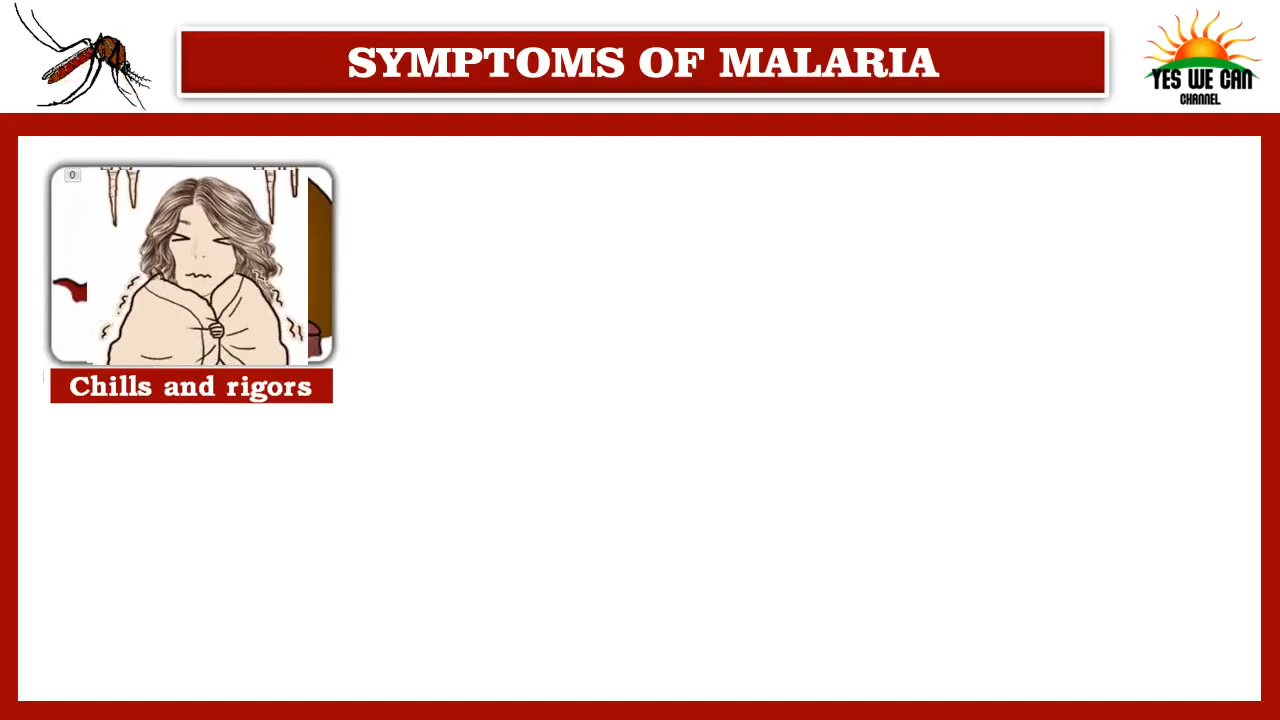 SYMPTOMS OF MALARIA
YES WE CAN
CHANNEL
0
Chills and rigors